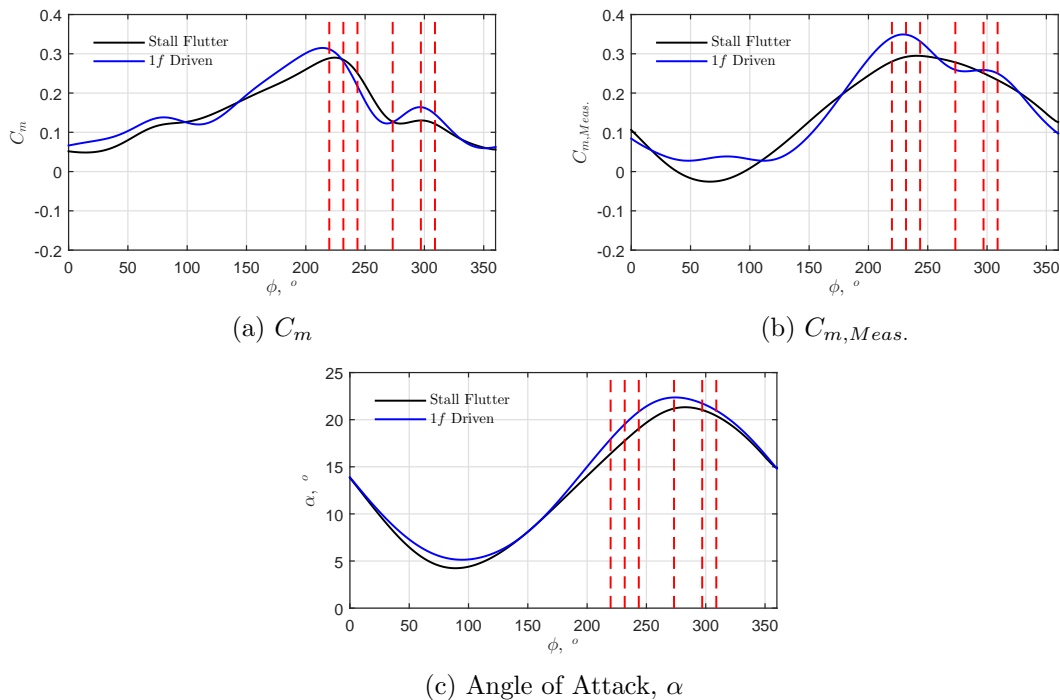 0.4
0.3
0.2
0.1
0
-0.1
-0.2
C_m
Stall Flutter
1f Driven
0 50 100 150 200 250 300 350
ϕ, °
(a) C_m
0.4
0.3
0.2
0.1
0
-0.1
-0.2
C_{m,Meas.}
Stall Flutter
1f Driven
0 50 100 150 200 250 300 350
ϕ, °
(b) C_{m,Meas.}
25
20
15
10
5
0
α, °
Stall Flutter
1f Driven
0 50 100 150 200 250 300 350
ϕ, °
(c) Angle of Attack, α